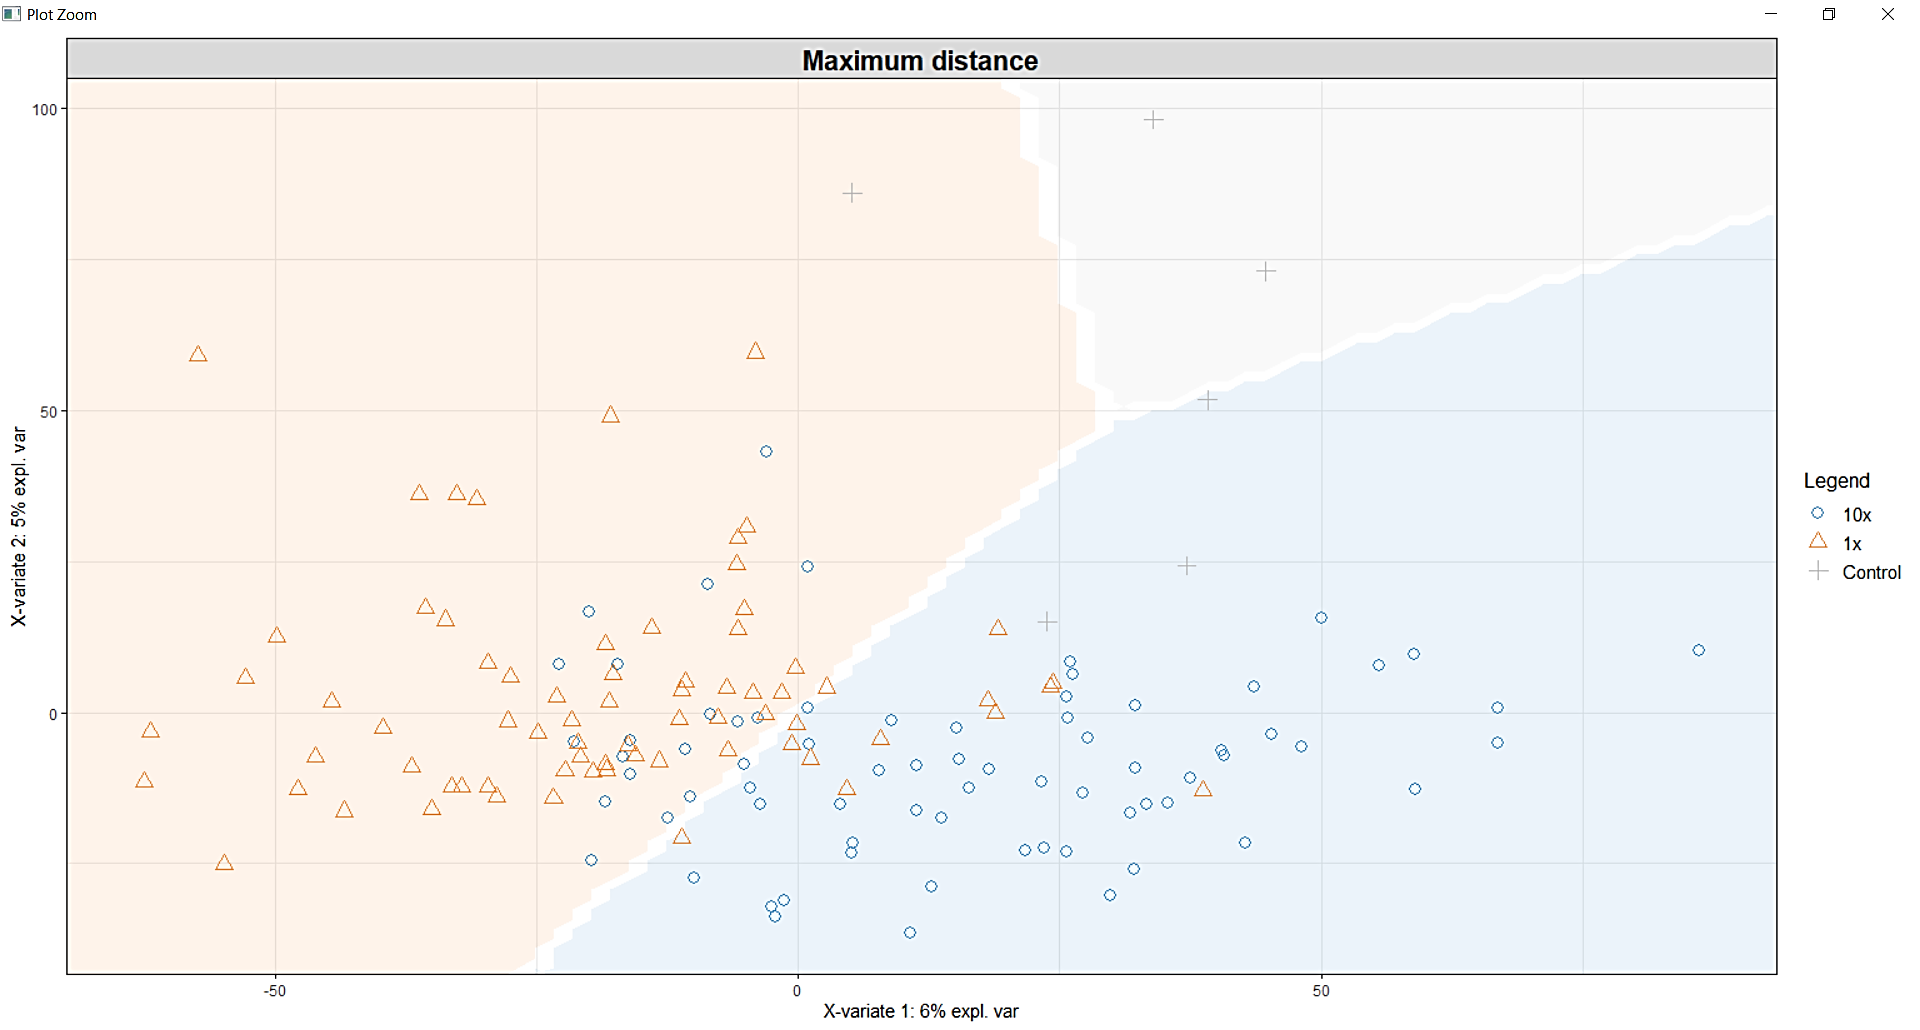 Plot Zoom
Maximum distance
100
50
0
X-variate 2: 5% expl. var
-50
0
50
X-variate 1: 6% expl. var
Legend
10x
1x
Control